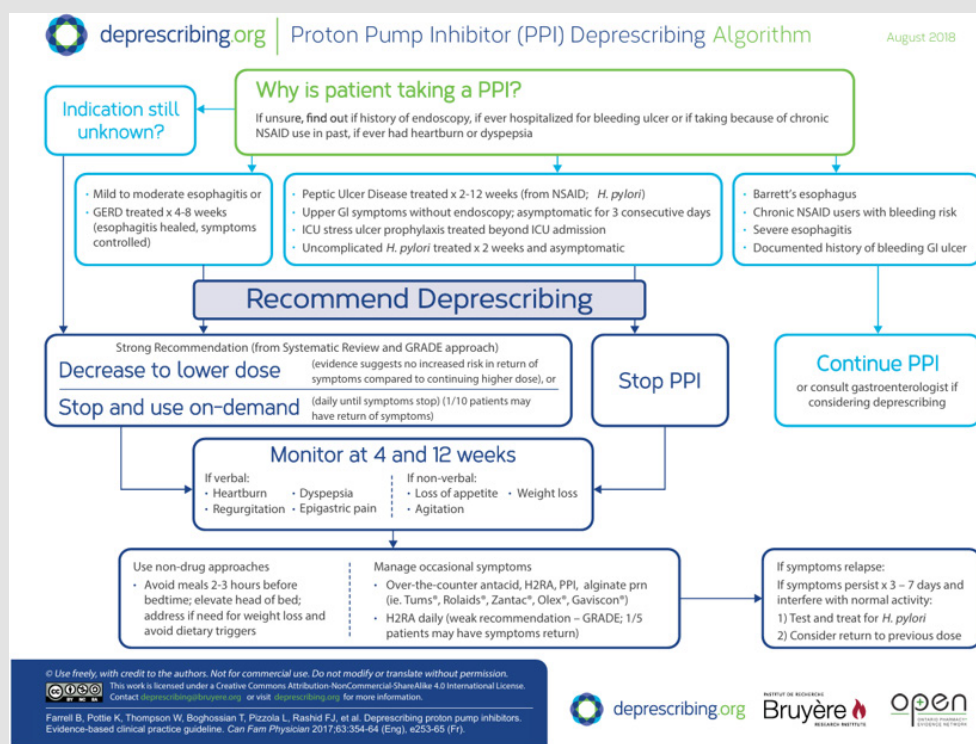 deprescribing.org | Proton Pump Inhibitor (PPI) Deprescribing Algorithm
August 2018
Indication still
unknown?
Why is patient taking a PPI?
If unsure, find out if history of endoscopy, if ever hospitalized for bleeding ulcer or if taking because of chronic
NSAID use in past, if ever had heartburn or dyspepsia
• Mild to moderate esophagitis or
• GERD treated x 4-8 weeks
(esophagitis healed, symptoms
controlled)
• Peptic Ulcer Disease treated x 2-12 weeks (from NSAID; H. pylori)
• Upper GI symptoms without endoscopy; asymptomatic for 3 consecutive days
• ICU stress ulcer prophylaxis treated beyond ICU admission
• Uncomplicated H. pylori treated x 2 weeks and asymptomatic
• Barrett's esophagus
• Chronic NSAID users with bleeding risk
• Severe esophagitis
• Documented history of bleeding GI ulcer
Recommend Deprescribing
Strong Recommendation (from Systematic Review and GRADE approach)
Decrease to lower dose
(evidence suggests no increased risk in return of
symptoms compared to continuing higher dose), or
Stop and use on-demand
(daily until symptoms stop) (1/10 patients may
have return of symptoms)
Stop PPI
Continue PPI
or consult gastroenterologist if
considering deprescribing
Monitor at 4 and 12 weeks
If verbal:
• Heartburn • Dyspepsia
• Regurgitation • Epigastric pain
If non-verbal:
• Loss of appetite • Weight loss
• Agitation
Use non-drug approaches
• Avoid meals 2-3 hours before
bedtime; elevate head of bed;
address if need for weight loss and
avoid dietary triggers
Manage occasional symptoms
• Over-the-counter antacid, H2RA, PPI, alginate prn
(ie. Tums®, Rolaids®, Zantac®, Olex®, Gaviscon®)
• H2RA daily (weak recommendation – GRADE; 1/5
patients may have symptoms return)
If symptoms relapse:
If symptoms persist x 3 – 7 days and
interfere with normal activity:
1) Test and treat for H. pylori
2) Consider return to previous dose
© Use freely, with credit to the authors. Not for commercial use. Do not modify or translate without permission.
This work is licensed under a Creative Commons Attribution-NonCommercial-ShareAlike 4.0 International License.
Contact deprescribing@bruyere.org or visit deprescribing.org for more information.
Farrell B, Pottie K, Thompson W, Boghossian T, Pizzola L, Rashid FJ, et al. Deprescribing proton pump inhibitors.
Evidence-based clinical practice guideline. Can Fam Physician 2017;63:354-64 (Eng), e253-65 (Fr).
deprescribing.org
INSTITUT DE RECHERCHE
Bruyère
RESEARCH INSTITUTE
open
ONTARIO PHARMACY
EVIDENCE NETWORK